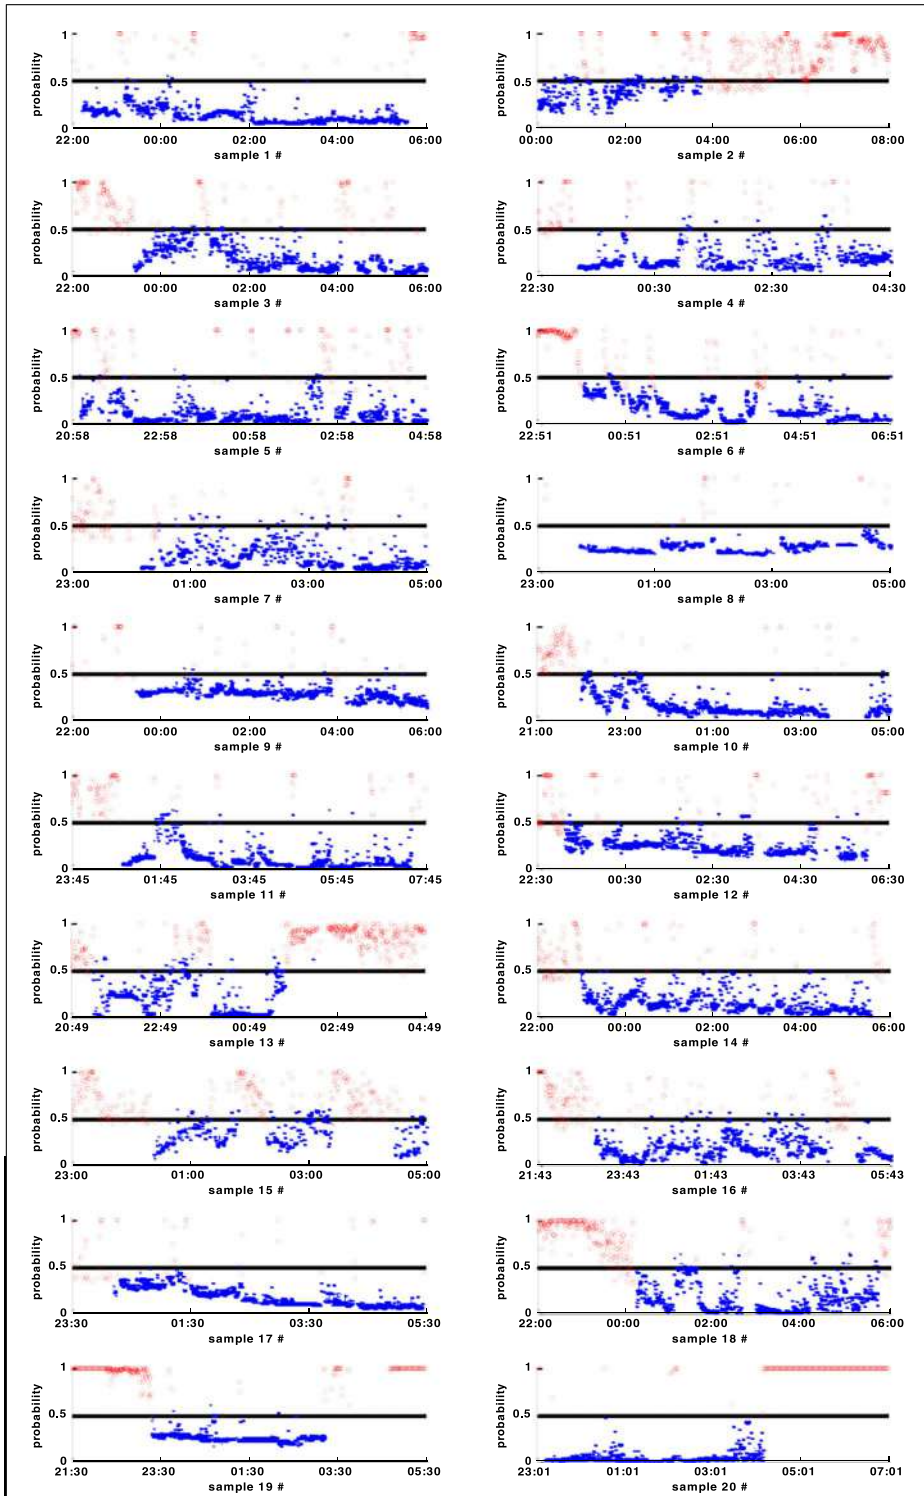 probability 1 0.5 0 22:00 00:00 02:00 04:00 06:00
sample 1 #
probability 1 0.5 0 00:00 02:00 04:00 06:00 08:00
sample 2 #
probability 1 0.5 0 22:00 00:00 02:00 04:00 06:00
sample 3 #
probability 1 0.5 0 22:30 00:30 02:30 04:30
sample 4 #
probability 1 0.5 0 20:58 22:58 00:58 02:58 04:58
sample 5 #
probability 1 0.5 0 22:51 00:51 02:51 04:51 06:51
sample 6 #
probability 1 0.5 0 23:00 01:00 03:00 05:00
sample 7 #
probability 1 0.5 0 23:00 01:00 03:00 05:00
sample 8 #
probability 1 0.5 0 22:00 00:00 02:00 04:00 06:00
sample 9 #
probability 1 0.5 0 21:00 23:00 01:00 03:00 05:00
sample 10 #
probability 1 0.5 0 23:45 01:45 03:45 05:45 07:45
sample 11 #
probability 1 0.5 0 22:30 00:30 02:30 04:30 06:30
sample 12 #
probability 1 0.5 0 20:49 22:49 00:49 02:49 04:49
sample 13 #
probability 1 0.5 0 22:00 00:00 02:00 04:00 06:00
sample 14 #
probability 1 0.5 0 23:00 01:00 03:00 05:00
sample 15 #
probability 1 0.5 0 21:43 23:43 01:43 03:43 05:43
sample 16 #
probability 1 0.5 0 23:30 01:30 03:30 05:30
sample 17 #
probability 1 0.5 0 22:00 00:00 02:00 04:00 06:00
sample 18 #
probability 1 0.5 0 21:30 23:30 01:30 03:30 05:30
sample 19 #
probability 1 0.5 0 23:01 01:01 03:01 05:01 07:01
sample 20 #